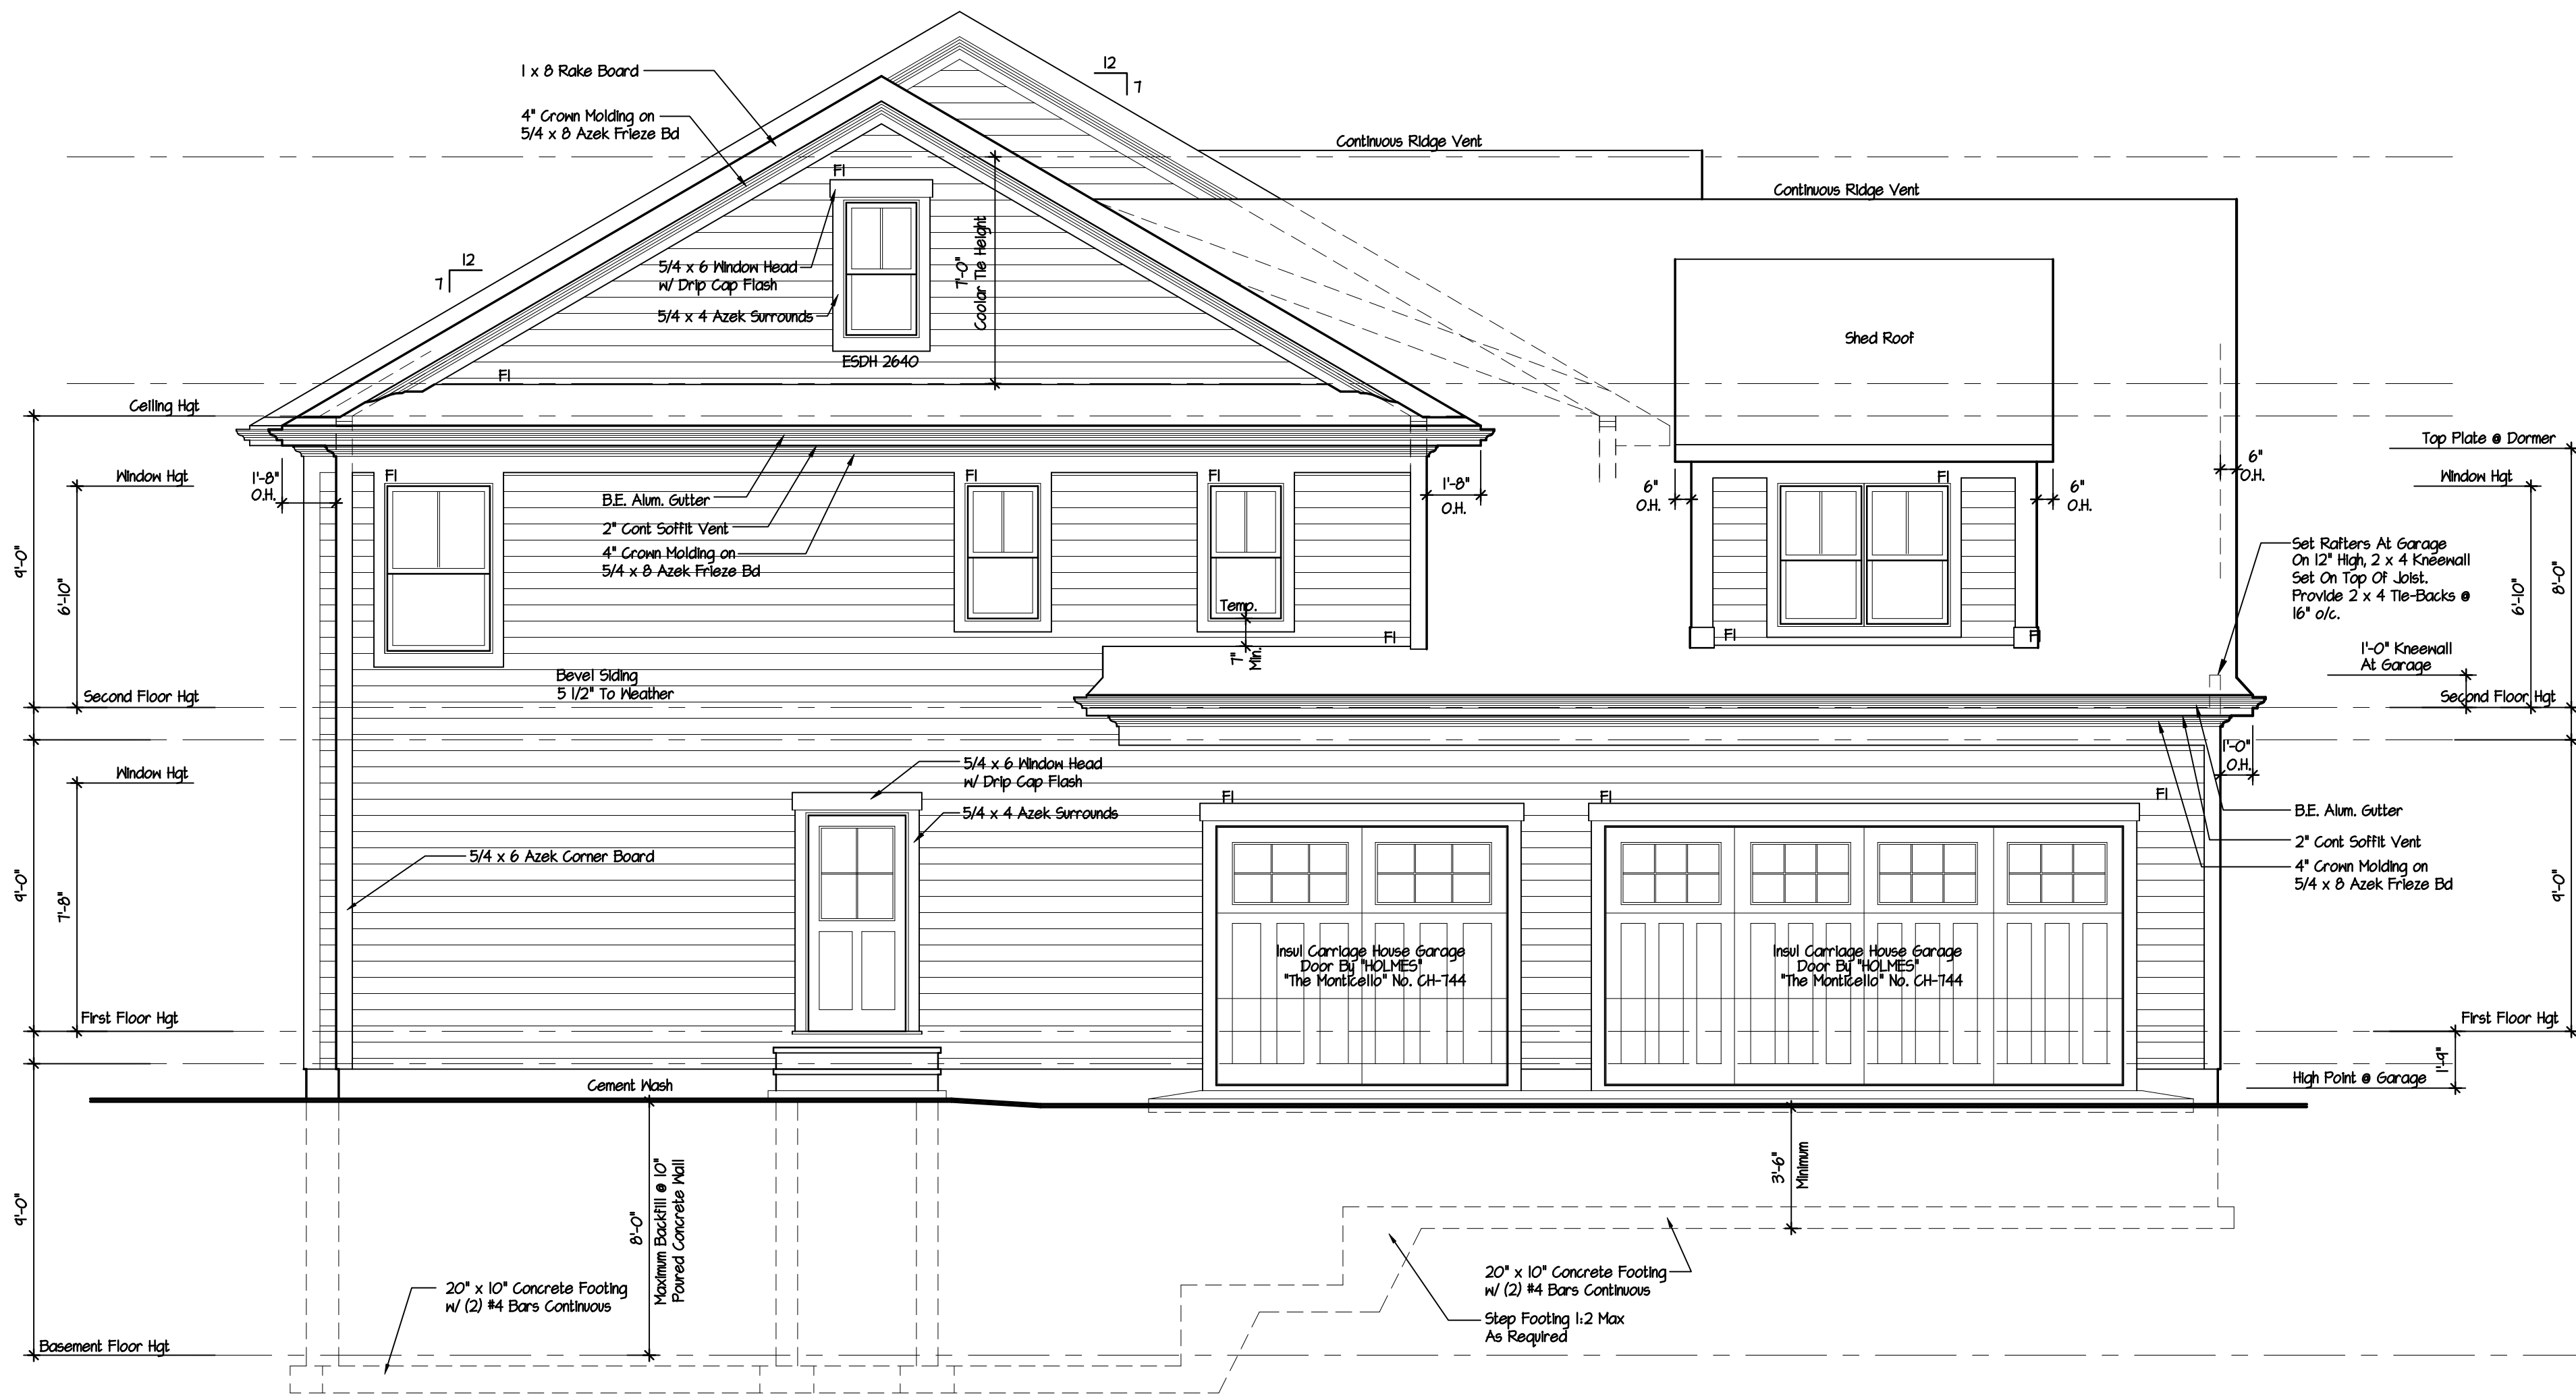 1 x 8 Rake Board
4" Crown Molding on
5/4 x 8 Azek Frieze Bd
12
7
12
7
Continuous Ridge Vent
Continuous Ridge Vent
FI
5/4 x 6 Window Head
w/ Drip Cap Flash
5/4 x 4 Azek Surrounds
ESDH 2640
FI
7'-0"
Coolar Tie Height
Shed Roof
Ceiling Hgt
Window Hgt
1'-8"
O.H.
FI
FI
FI
B.E. Alum. Gutter
2" Cont Soffit Vent
4" Crown Molding on
5/4 x 8 Azek Frieze Bd
1'-8"
O.H.
6"
O.H.
FI
6"
O.H.
6"
O.H.
Top Plate @ Dormer
Window Hgt
Set Rafters At Garage
On 12" High, 2 x 4 Kneewall
Set On Top Of Joist.
Provide 2 x 4 Tie-Backs @
16" o/c.
9'-0"
6'-10"
6'-10"
8'-0"
Temp.
7"
Min.
FI
FI
FI
1'-0" Kneewall
At Garage
Bevel Siding
5 1/2" To Weather
Second Floor Hgt
Second Floor Hgt
Window Hgt
5/4 x 6 Window Head
w/ Drip Cap Flash
5/4 x 4 Azek Surrounds
1'-0"
O.H.
FI
FI
FI
B.E. Alum. Gutter
2" Cont Soffit Vent
4" Crown Molding on
5/4 x 8 Azek Frieze Bd
5/4 x 6 Azek Corner Board
9'-0"
7'-8"
9'-0"
Insul Carriage House Garage
Door By "HOLMES"
"The Monticello" No. CH-744
Insul Carriage House Garage
Door By "HOLMES"
"The Monticello" No. CH-744
First Floor Hgt
First Floor Hgt
1'-9"
High Point @ Garage
Cement Wash
9'-0"
8'-0"
Maximum Backfill @ 10"
Poured Concrete Wall
3'-6"
Minimum
20" x 10" Concrete Footing
w/ (2) #4 Bars Continuous
20" x 10" Concrete Footing
w/ (2) #4 Bars Continuous
Step Footing 1:2 Max
As Required
Basement Floor Hgt